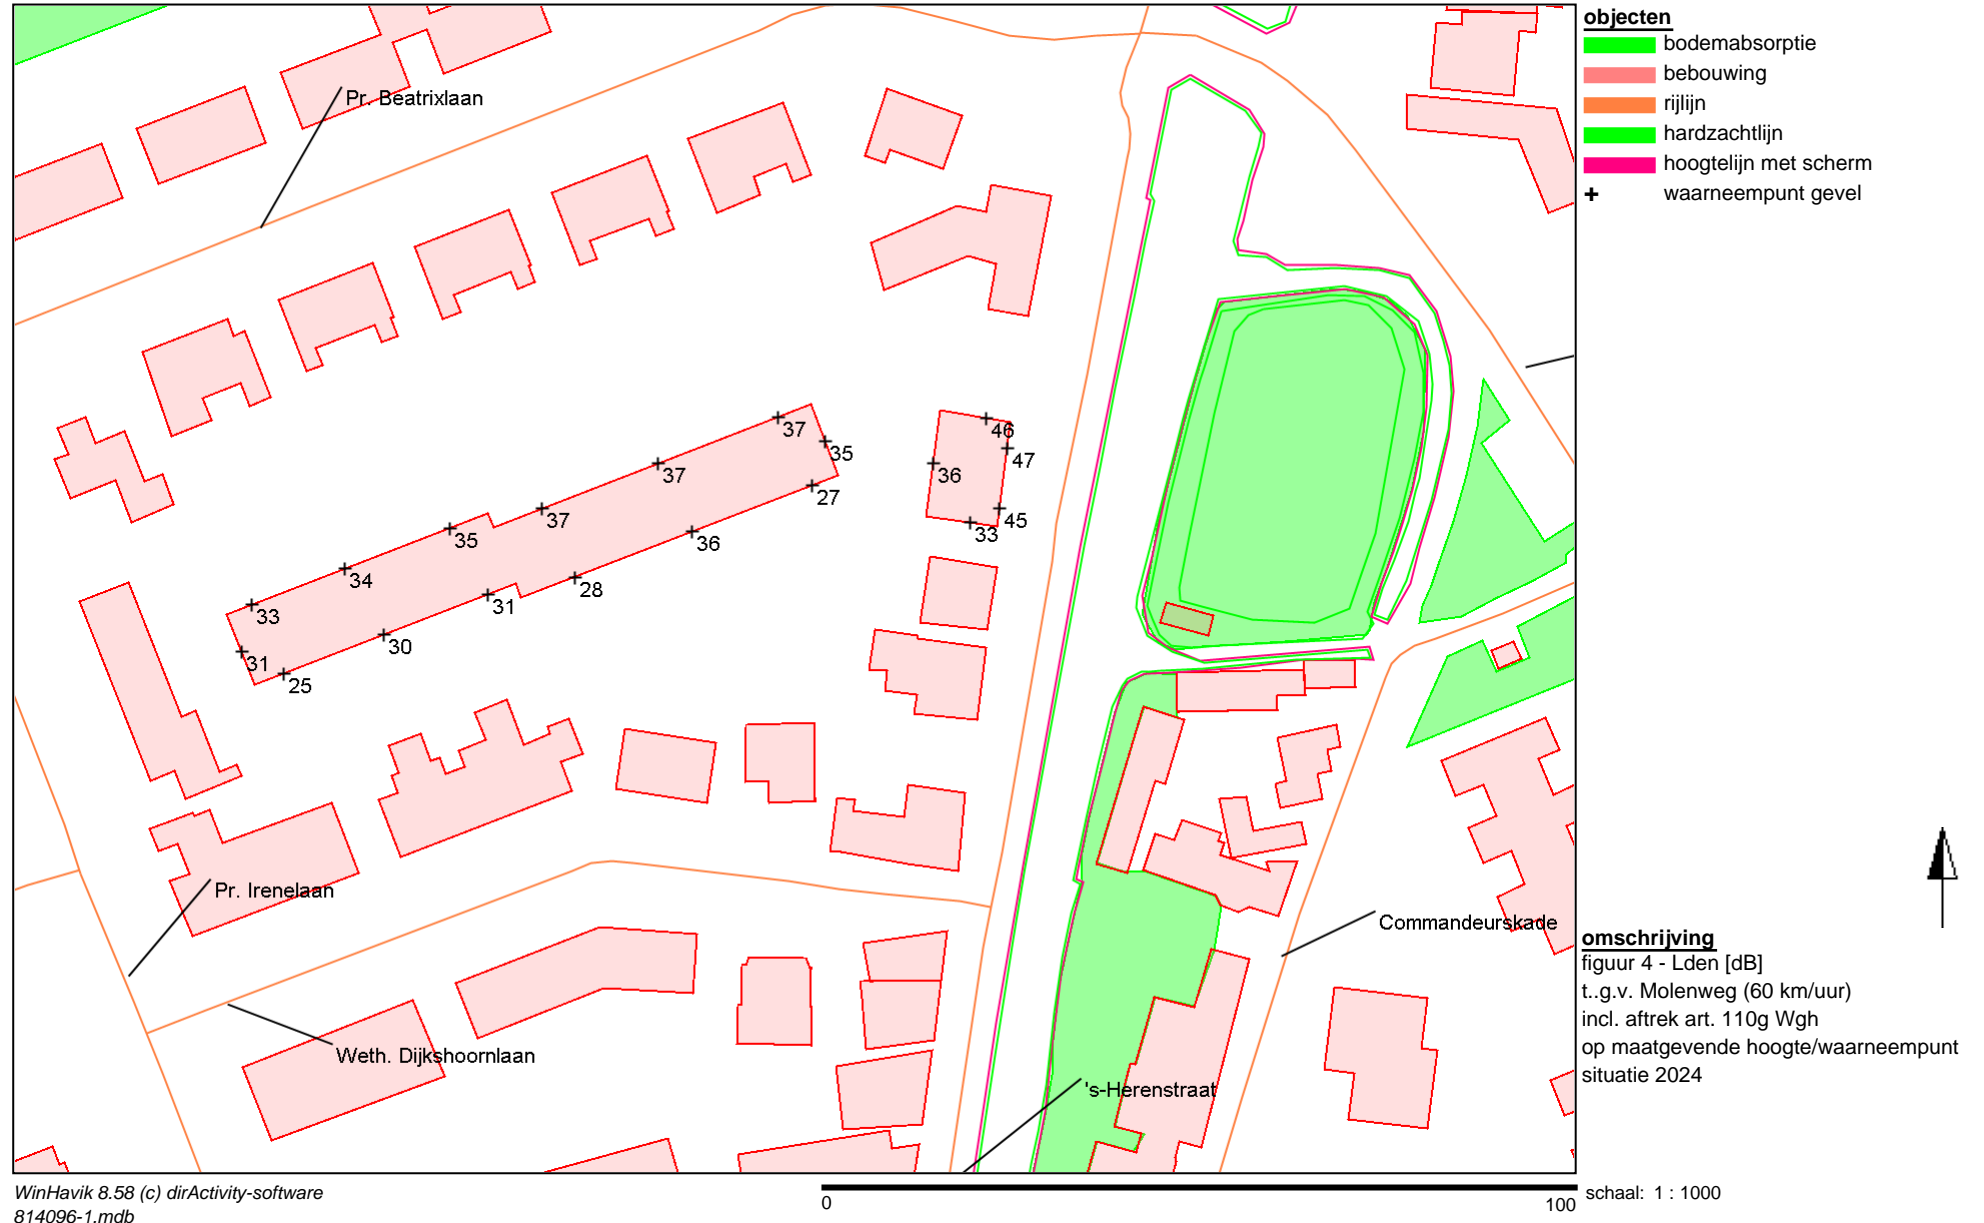 objecten
bodemabsorptie
bebouwing
rijlijn
hardzachtlijn
hoogtelijn met scherm
+ waarneempunt gevel
Pr. Beatrixlaan
37
46
35
47
37
36
27
37
45
35
33
36
34
28
31
33
30
31
25
Pr. Irenelaan
Commandeurskade
Weth. Dijkshoornlaan
's-Herenstraat
omschrijving
figuur 4 - Lden [dB]
t..g.v. Molenweg (60 km/uur)
incl. aftrek art. 110g Wgh
op maatgevende hoogte/waarneempunt
situatie 2024
WinHavik 8.58 (c) dirActivity-software
814096-1.mdb
0
100
schaal: 1 : 1000